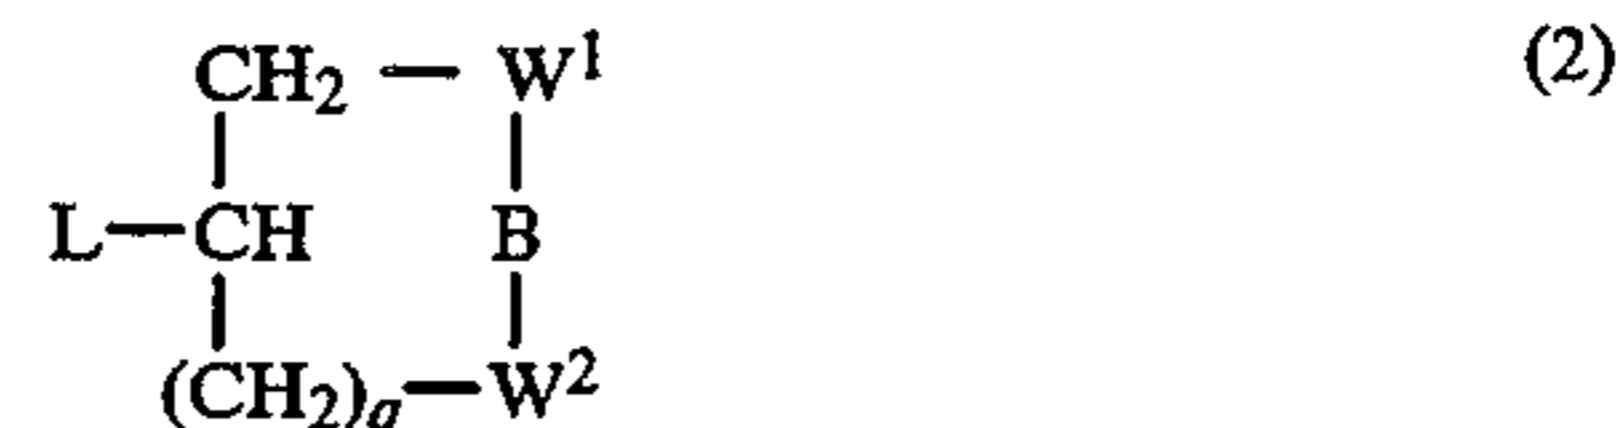 CH₂ — W¹ (2)
L—CH B
(CH₂)q—W²